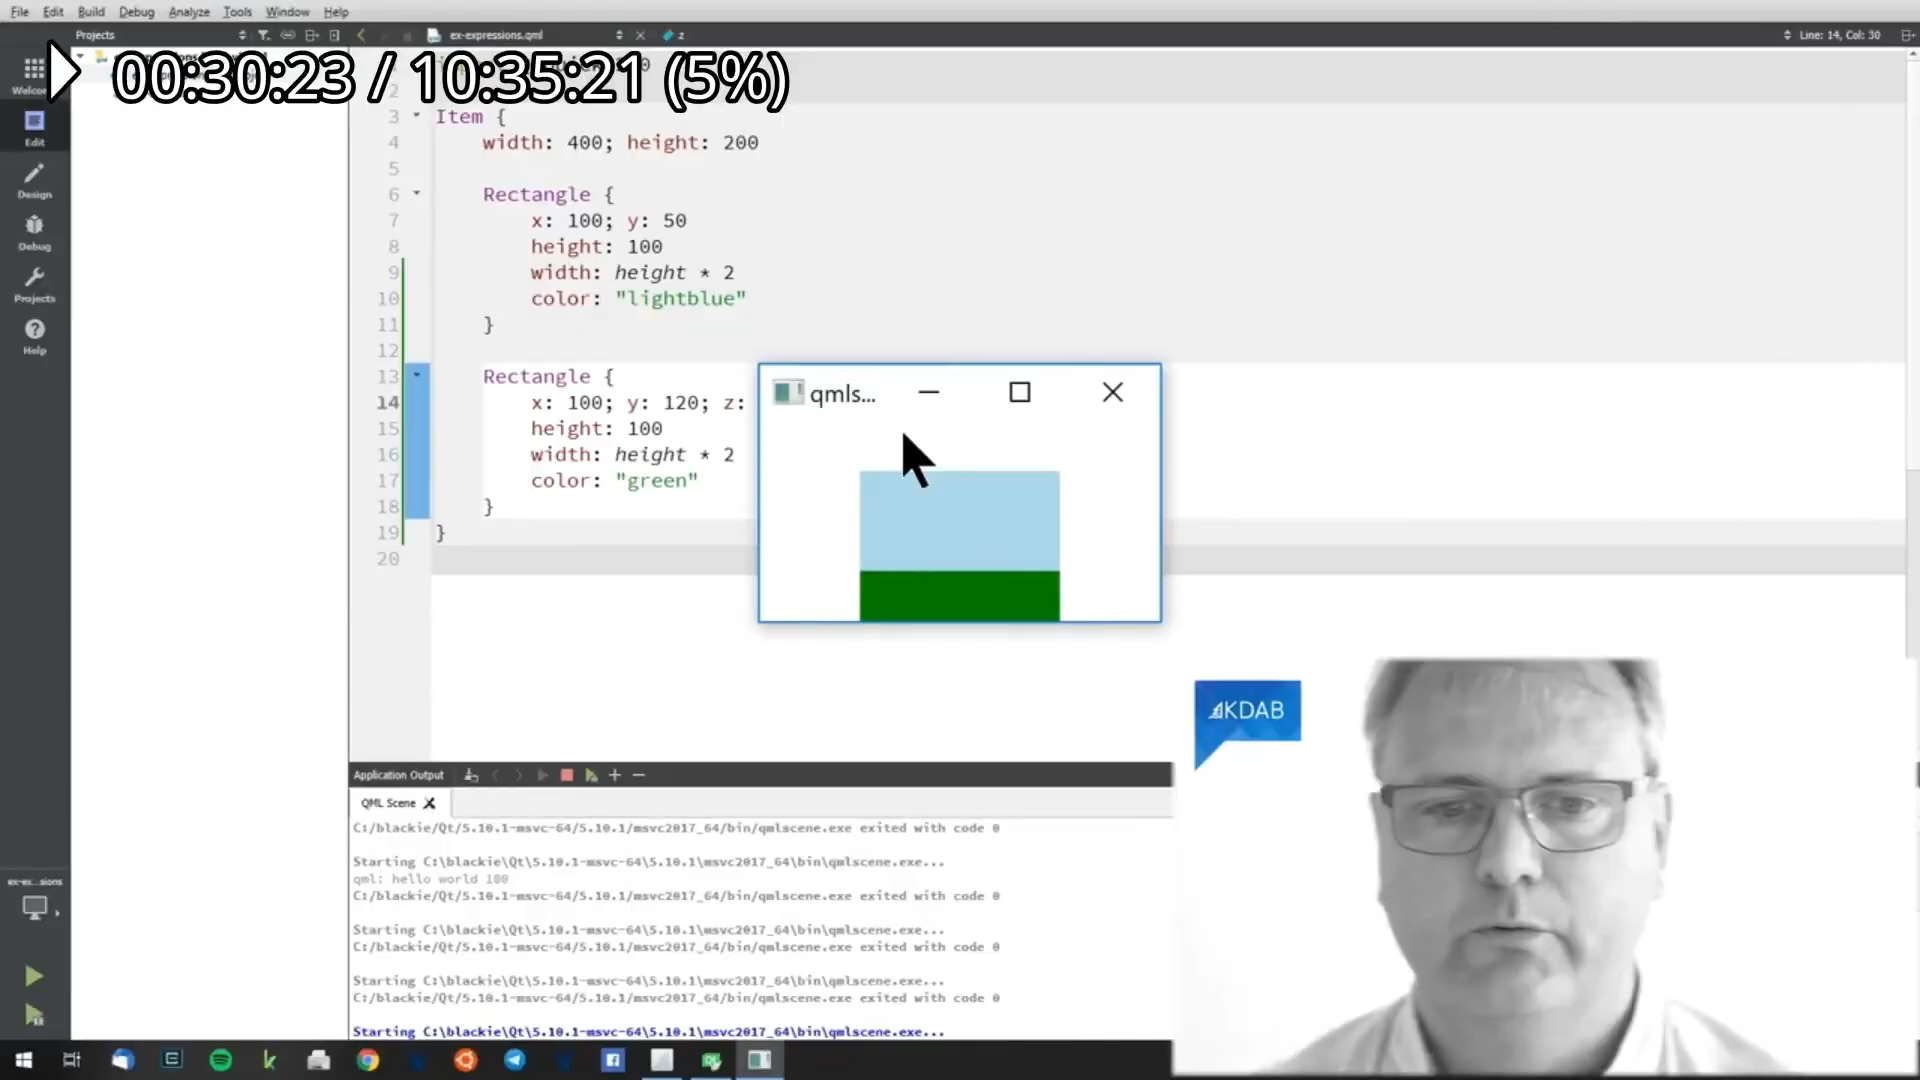 File Edit Build Debug Analyze Tools Window Help
Projects
ex-expressions.qml
z
Line: 14, Col: 30
00:30:23 / 10:35:21 (5%)
Edit
Design
Debug
Projects
Help
2
3 Item {
4 width: 400; height: 200
5
6 Rectangle {
7 x: 100; y: 50
8 height: 100
9 width: height * 2
10 color: "lightblue"
11 }
12
13 Rectangle {
14 x: 100; y: 120; z:
15 height: 100
16 width: height * 2
17 color: "green"
18 }
19 }
20
qmls...
KDAB
Application Output
QML Scene
C:/blackie/Qt/5.10.1-msvc-64/5.10.1/msvc2017_64/bin/qmlscene.exe exited with code 0
Starting C:\blackie\Qt\5.10.1-msvc-64\5.10.1\msvc2017_64\bin\qmlscene.exe...
qml: hello world 100
C:/blackie/Qt/5.10.1-msvc-64/5.10.1/msvc2017_64/bin/qmlscene.exe exited with code 0
Starting C:\blackie\Qt\5.10.1-msvc-64\5.10.1\msvc2017_64\bin\qmlscene.exe...
C:/blackie/Qt/5.10.1-msvc-64/5.10.1/msvc2017_64/bin/qmlscene.exe exited with code 0
Starting C:\blackie\Qt\5.10.1-msvc-64\5.10.1\msvc2017_64\bin\qmlscene.exe...
C:/blackie/Qt/5.10.1-msvc-64/5.10.1/msvc2017_64/bin/qmlscene.exe exited with code 0
Starting C:\blackie\Qt\5.10.1-msvc-64\5.10.1\msvc2017_64\bin\qmlscene.exe...
ex-ex...sions